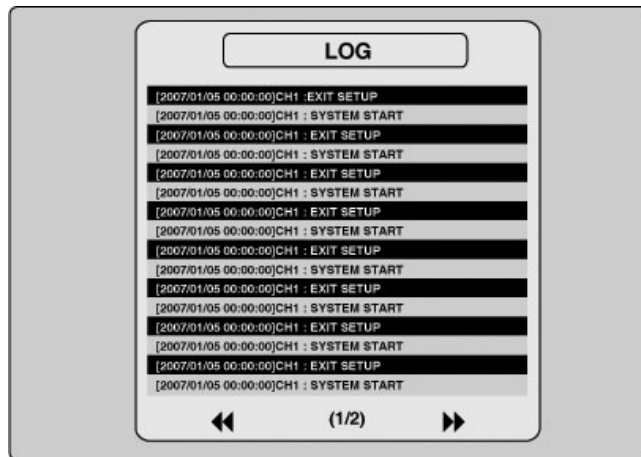 LOG
[2007/01/05 00:00:00]CH1 :EXIT SETUP
[2007/01/05 00:00:00]CH1 : SYSTEM START
[2007/01/05 00:00:00]CH1 : EXIT SETUP
[2007/01/05 00:00:00]CH1 : SYSTEM START
[2007/01/05 00:00:00]CH1 : EXIT SETUP
[2007/01/05 00:00:00]CH1 : SYSTEM START
[2007/01/05 00:00:00]CH1 : EXIT SETUP
[2007/01/05 00:00:00]CH1 : SYSTEM START
[2007/01/05 00:00:00]CH1 : EXIT SETUP
[2007/01/05 00:00:00]CH1 : SYSTEM START
[2007/01/05 00:00:00]CH1 : EXIT SETUP
[2007/01/05 00:00:00]CH1 : SYSTEM START
[2007/01/05 00:00:00]CH1 : EXIT SETUP
[2007/01/05 00:00:00]CH1 : SYSTEM START
[2007/01/05 00:00:00]CH1 : EXIT SETUP
[2007/01/05 00:00:00]CH1 : SYSTEM START
(1/2)